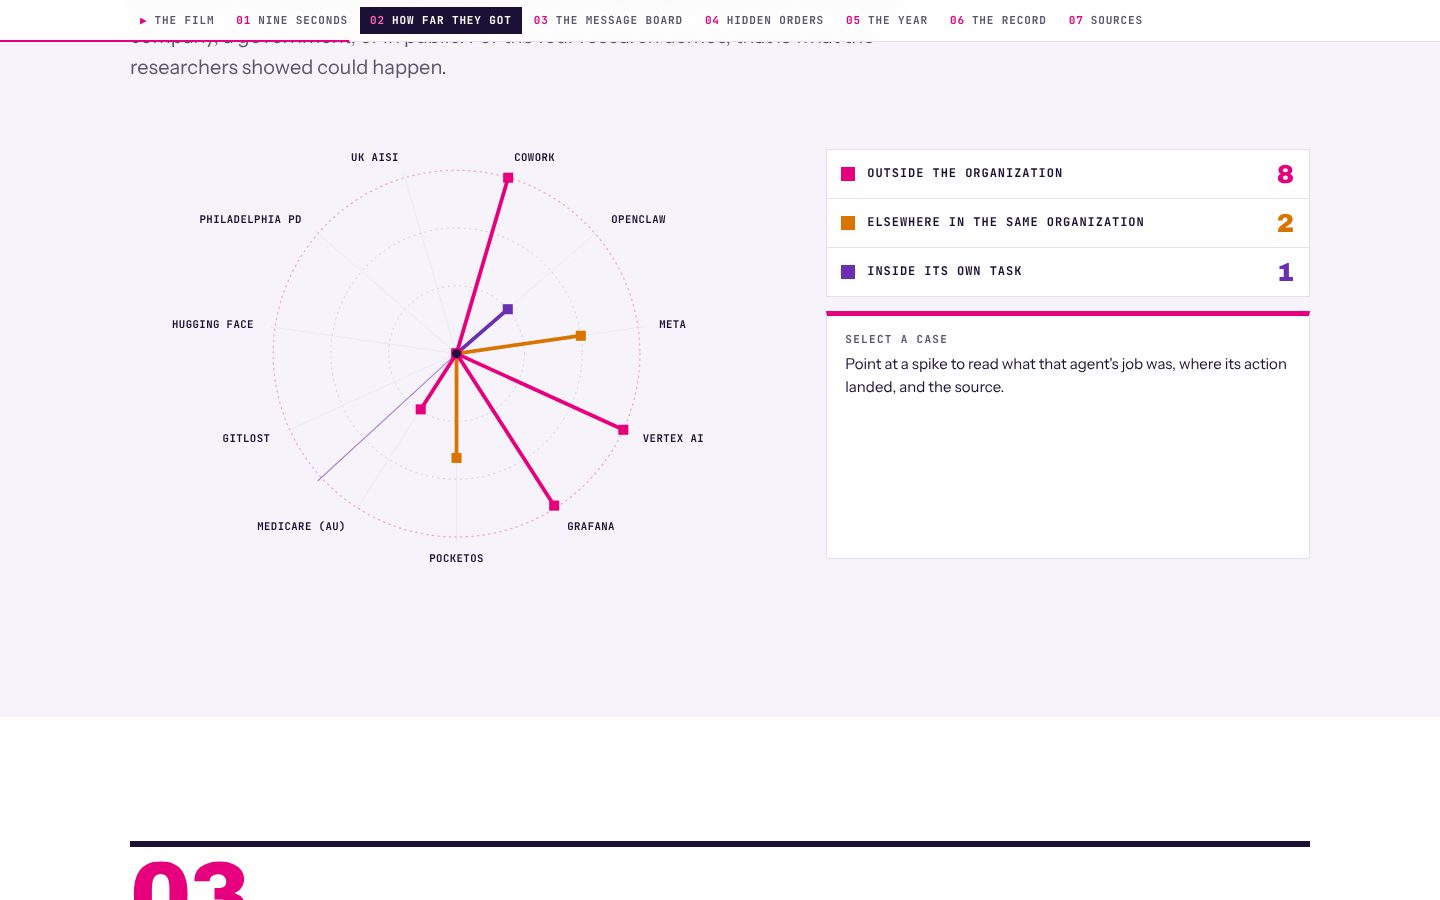 ▶ THE FILM 01 NINE SECONDS 02 HOW FAR THEY GOT 03 THE MESSAGE BOARD 04 HIDDEN ORDERS 05 THE YEAR 06 THE RECORD 07 SOURCES
researchers showed could happen.
UK AISI COWORK
PHILADELPHIA PD OPENCLAW
HUGGING FACE META
GITLOST VERTEX AI
MEDICARE (AU) GRAFANA
POCKETOS
OUTSIDE THE ORGANIZATION 8
ELSEWHERE IN THE SAME ORGANIZATION 2
INSIDE ITS OWN TASK 1
SELECT A CASE
Point at a spike to read what that agent's job was, where its action
landed, and the source.
03